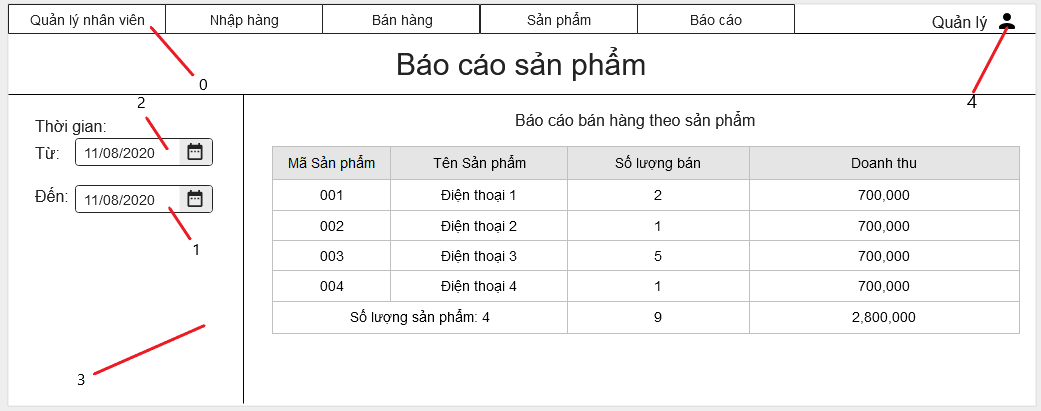 Quản lý nhân viên Nhập hàng Bán hàng Sản phẩm Báo cáo Quản lý
Báo cáo sản phẩm
0
4
2
Thời gian:
Từ: 11/08/2020
Đến: 11/08/2020
1
3
Báo cáo bán hàng theo sản phẩm
Mã Sản phẩm Tên Sản phẩm Số lượng bán Doanh thu
001 Điện thoại 1 2 700,000
002 Điện thoại 2 1 700,000
003 Điện thoại 3 5 700,000
004 Điện thoại 4 1 700,000
Số lượng sản phẩm: 4 9 2,800,000